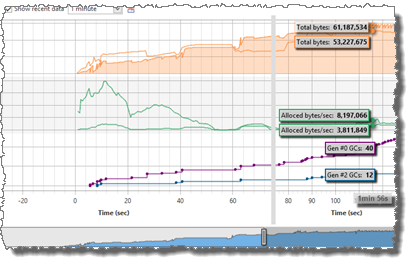 Show recent data 1 minute
Total bytes: 61,187,534
Total bytes: 53,227,675
Alloced bytes/sec: 8,197,066
Alloced bytes/sec: 3,811,849
Gen #0 GCs: 40
Gen #2 GCs: 12
1min 56s
-20 0 20 40 60 80 90 100
Time (sec) Time (sec)